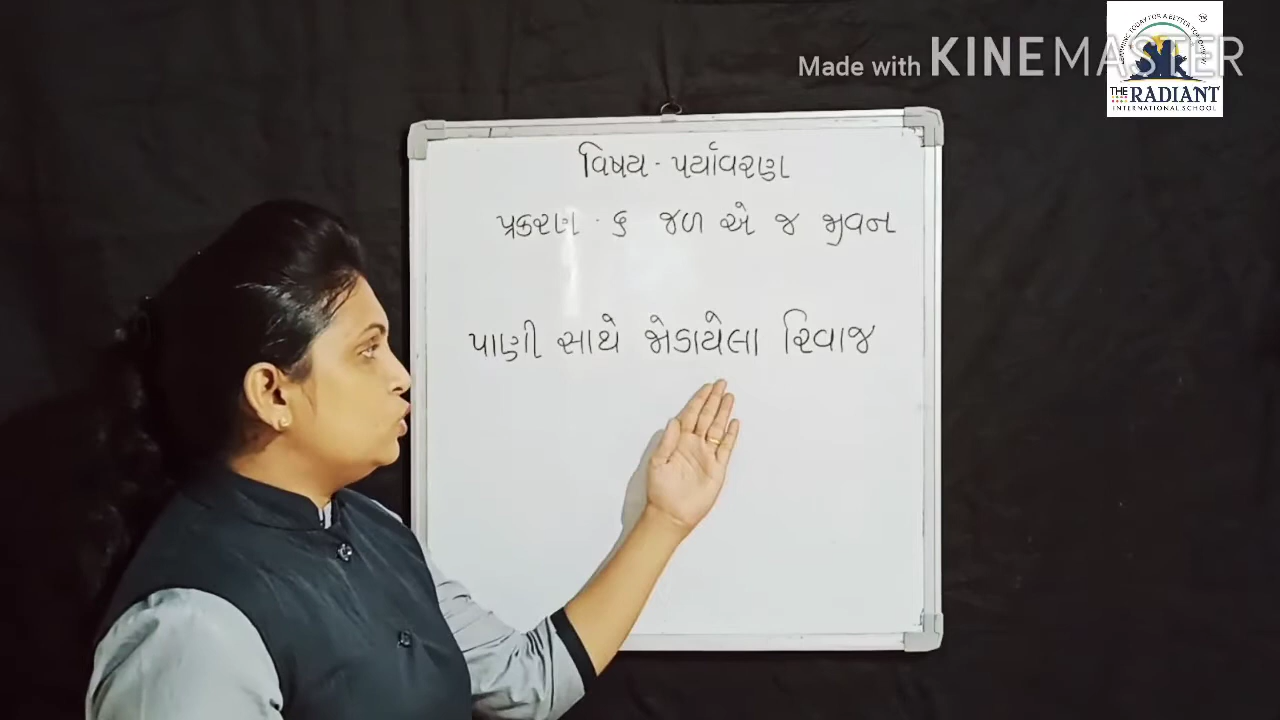 Made with KINEMASTER
THE RADIANT
INTERNATIONAL SCHOOL
વિષય - પર્યાવરણ
પ્રકરણ - ૬ જળ એ જ જીવન
પાણી સાથે જોડાયેલા રિવાજ